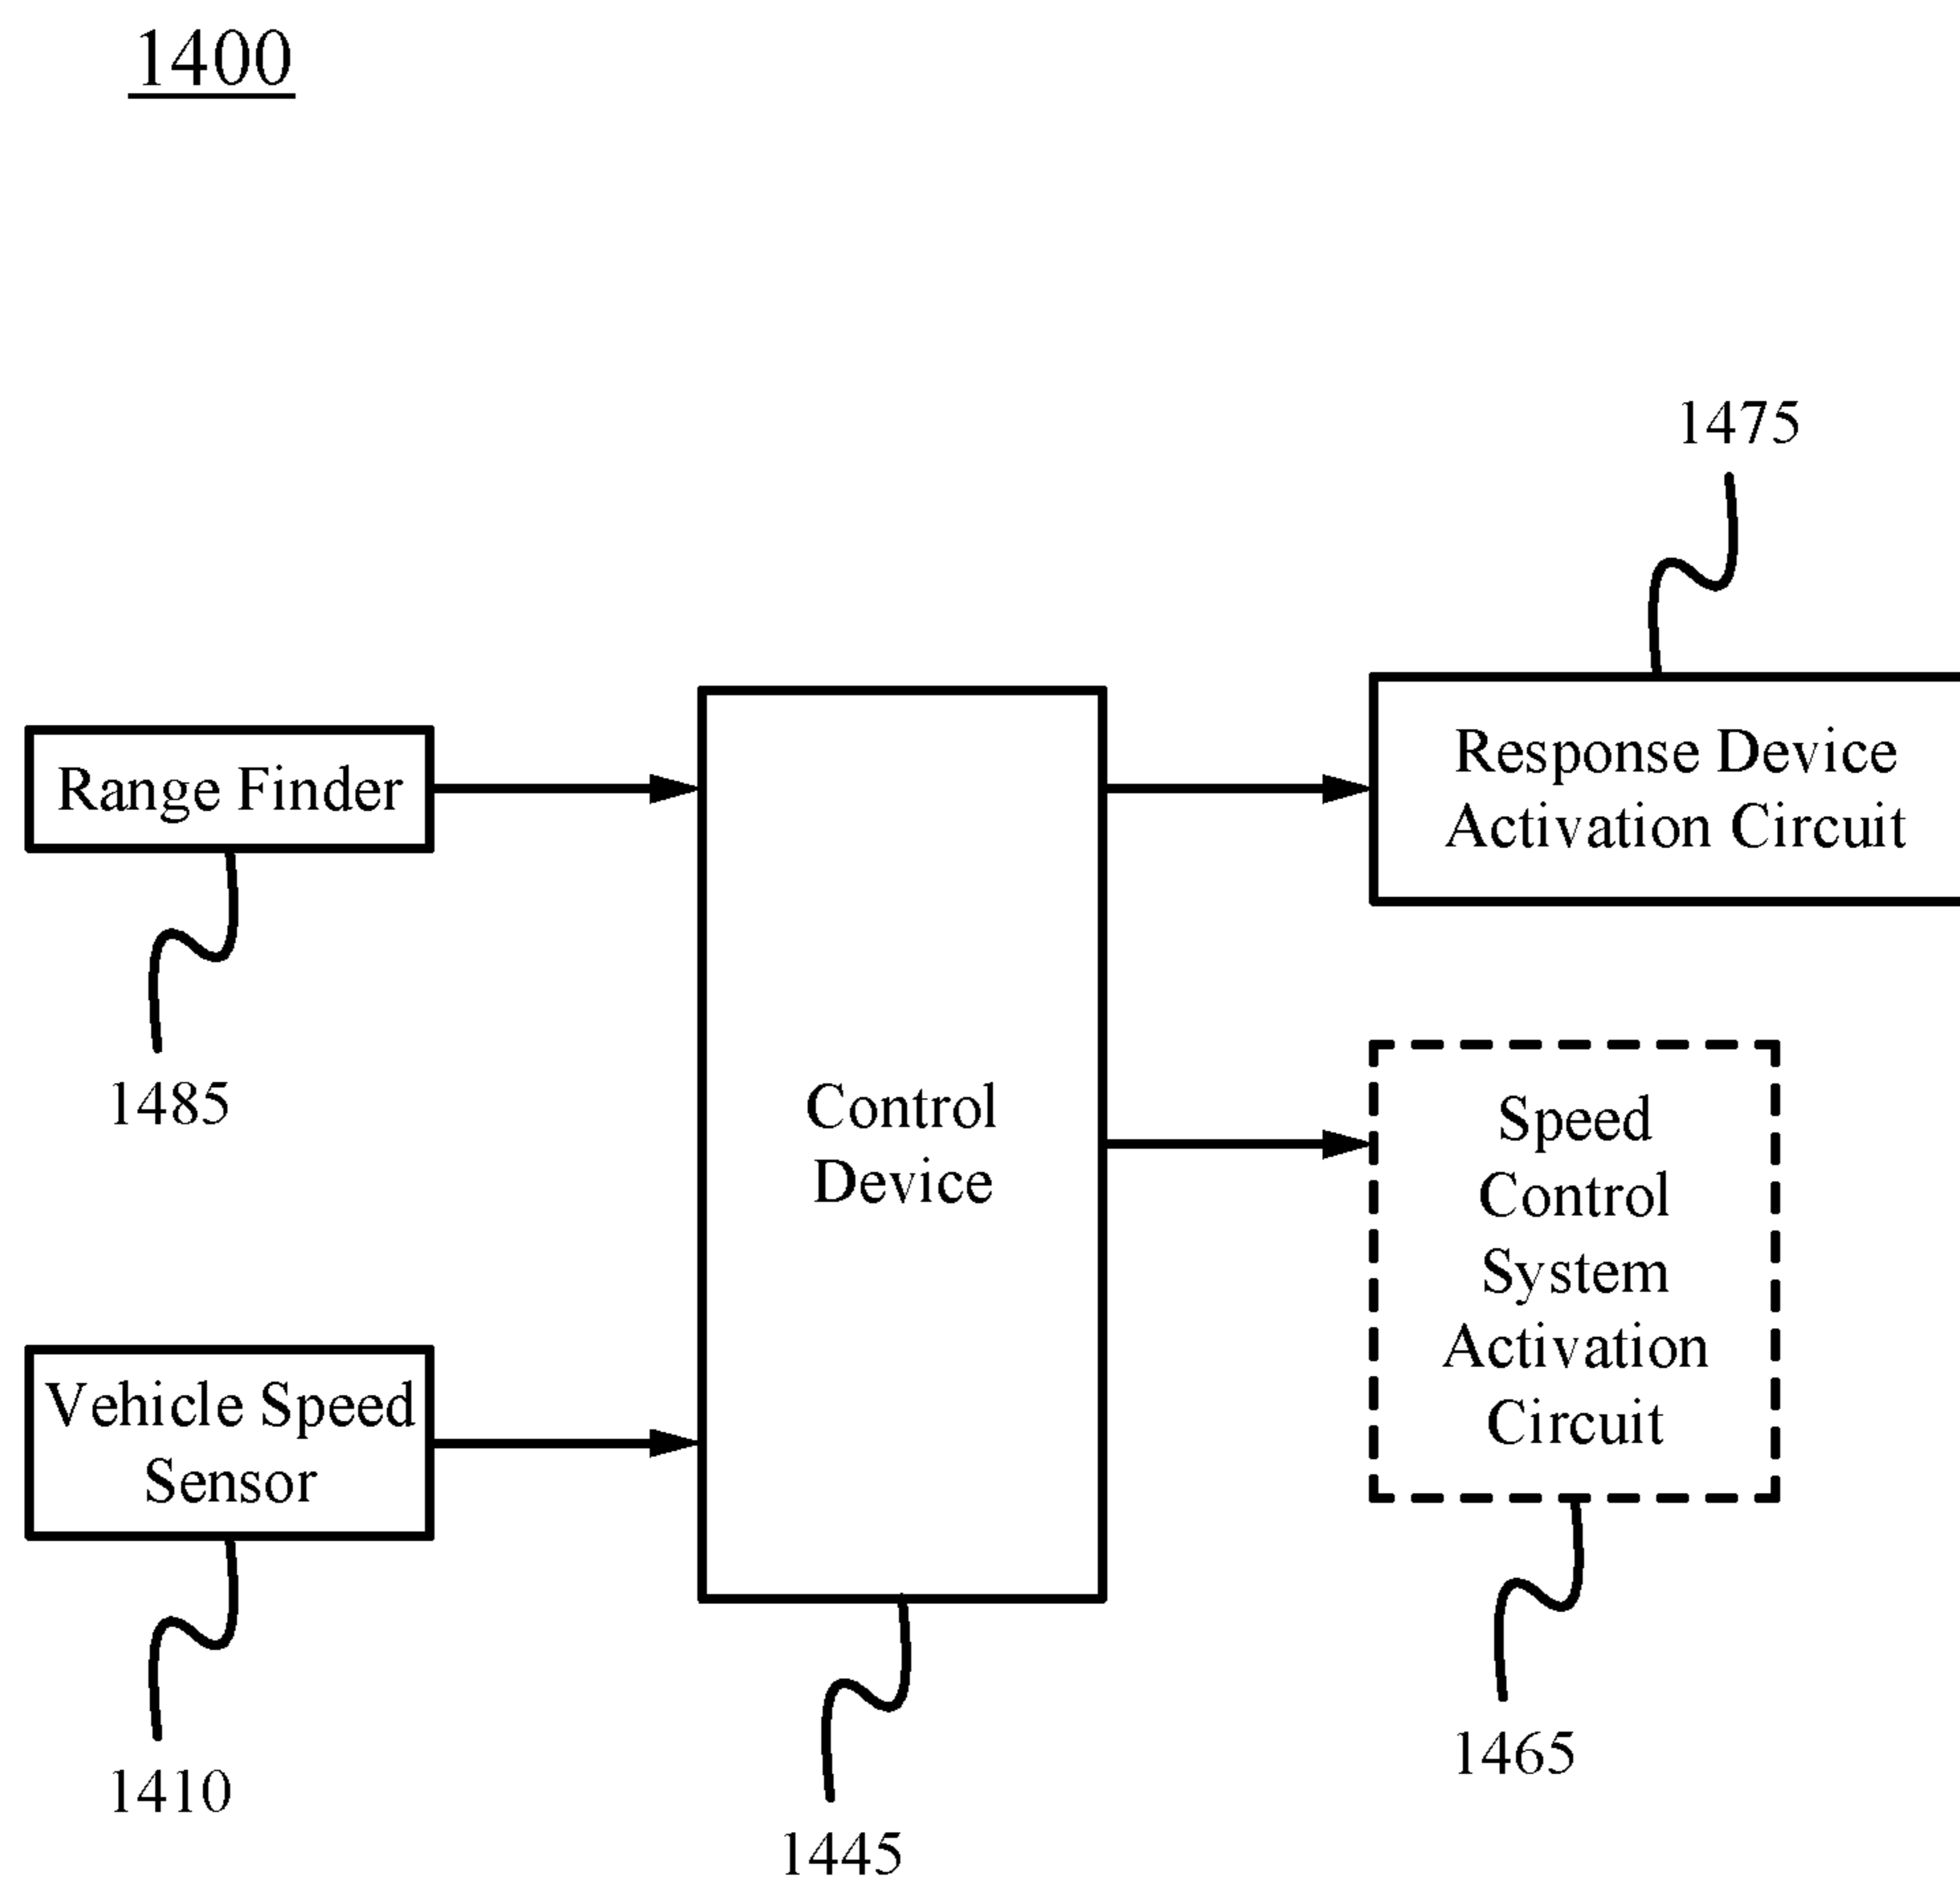 1400
1475
Range Finder
Response Device
Activation Circuit
1485
Control
Device
Speed
Control
System
Activation
Circuit
Vehicle Speed
Sensor
1410
1445
1465